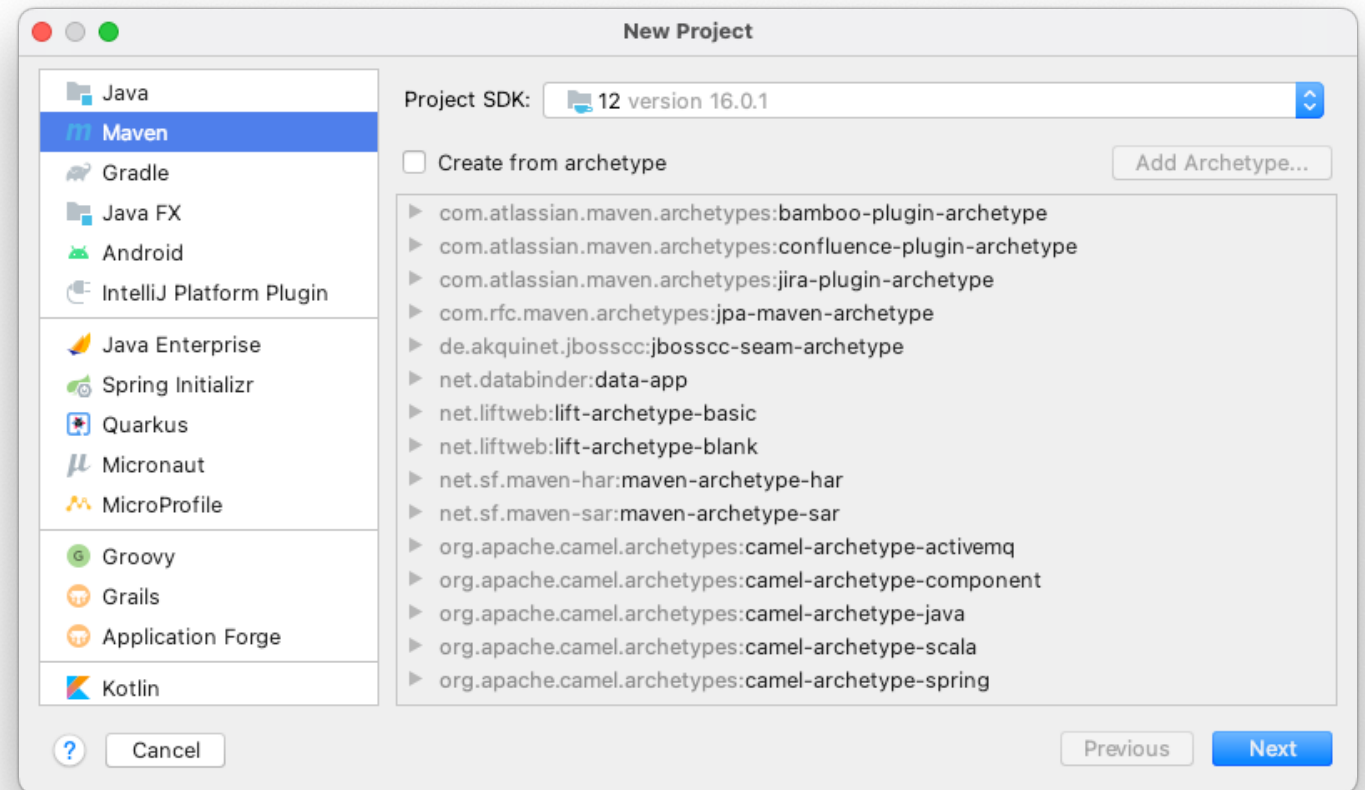 New Project
Java
Maven
Gradle
Java FX
Android
IntelliJ Platform Plugin
Java Enterprise
Spring Initializr
Quarkus
Micronaut
MicroProfile
Groovy
Grails
Application Forge
Kotlin
Project SDK: 12 version 16.0.1
Create from archetype
Add Archetype...
com.atlassian.maven.archetypes:bamboo-plugin-archetype
com.atlassian.maven.archetypes:confluence-plugin-archetype
com.atlassian.maven.archetypes:jira-plugin-archetype
com.rfc.maven.archetypes:jpa-maven-archetype
de.akquinet.jbosscc:jbosscc-seam-archetype
net.databinder:data-app
net.liftweb:lift-archetype-basic
net.liftweb:lift-archetype-blank
net.sf.maven-har:maven-archetype-har
net.sf.maven-sar:maven-archetype-sar
org.apache.camel.archetypes:camel-archetype-activemq
org.apache.camel.archetypes:camel-archetype-component
org.apache.camel.archetypes:camel-archetype-java
org.apache.camel.archetypes:camel-archetype-scala
org.apache.camel.archetypes:camel-archetype-spring
? Cancel
Previous
Next